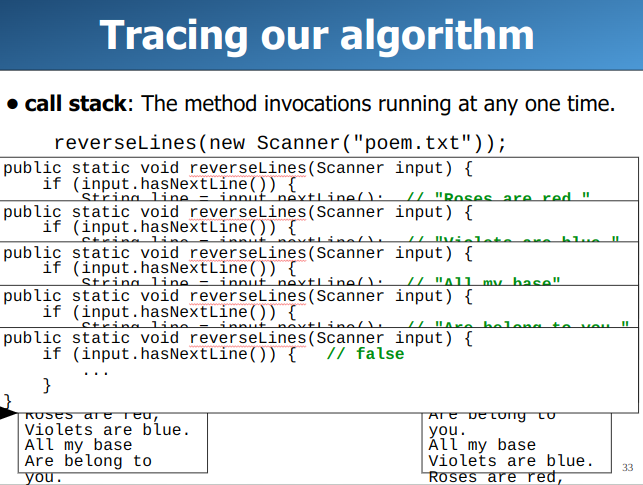 Tracing our algorithm
• call stack: The method invocations running at any one time.
reverseLines(new Scanner("poem.txt"));
public static void reverseLines(Scanner input) {
if (input.hasNextLine()) {
String line = input.nextLine(); // "Roses are red,"
public static void reverseLines(Scanner input) {
if (input.hasNextLine()) {
String line = input.nextLine(); // "Violets are blue."
public static void reverseLines(Scanner input) {
if (input.hasNextLine()) {
String line = input.nextLine(); // "All my base"
public static void reverseLines(Scanner input) {
if (input.hasNextLine()) {
String line = input.nextLine(); // "Are belong to you."
public static void reverseLines(Scanner input) {
if (input.hasNextLine()) { // false
...
}
}
Roses are red,
Violets are blue.
All my base
Are belong to
you.
Are belong to
you.
All my base
Violets are blue.
Roses are red,
33